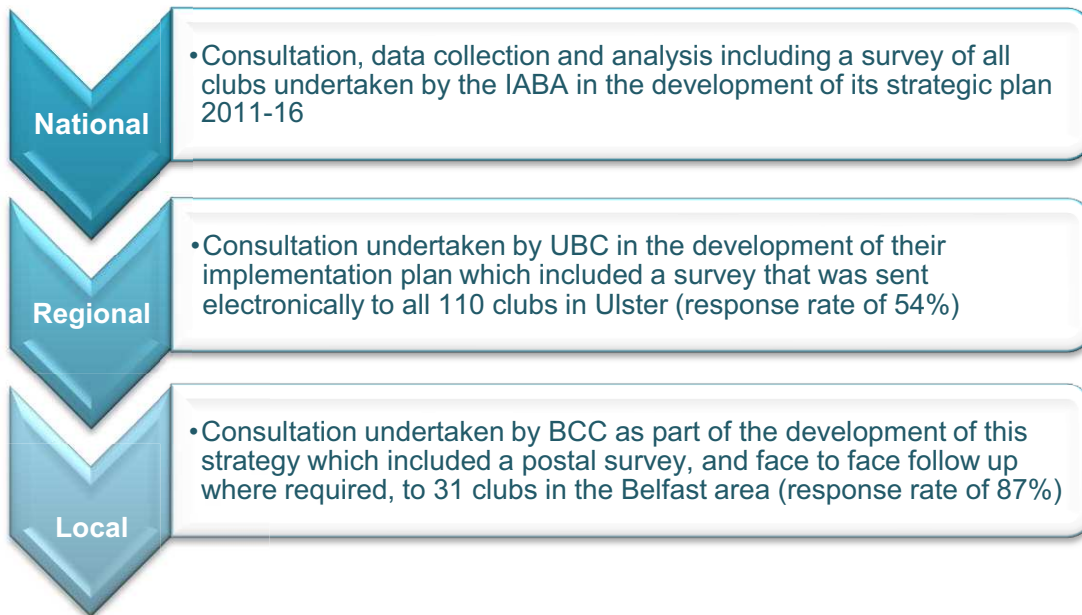 •Consultation, data collection and analysis including a survey of all
clubs undertaken by the IABA in the development of its strategic plan
2011-16
National
•Consultation undertaken by UBC in the development of their
implementation plan which included a survey that was sent
electronically to all 110 clubs in Ulster (response rate of 54%)
Regional
•Consultation undertaken by BCC as part of the development of this
strategy which included a postal survey, and face to face follow up
where required, to 31 clubs in the Belfast area (response rate of 87%)
Local